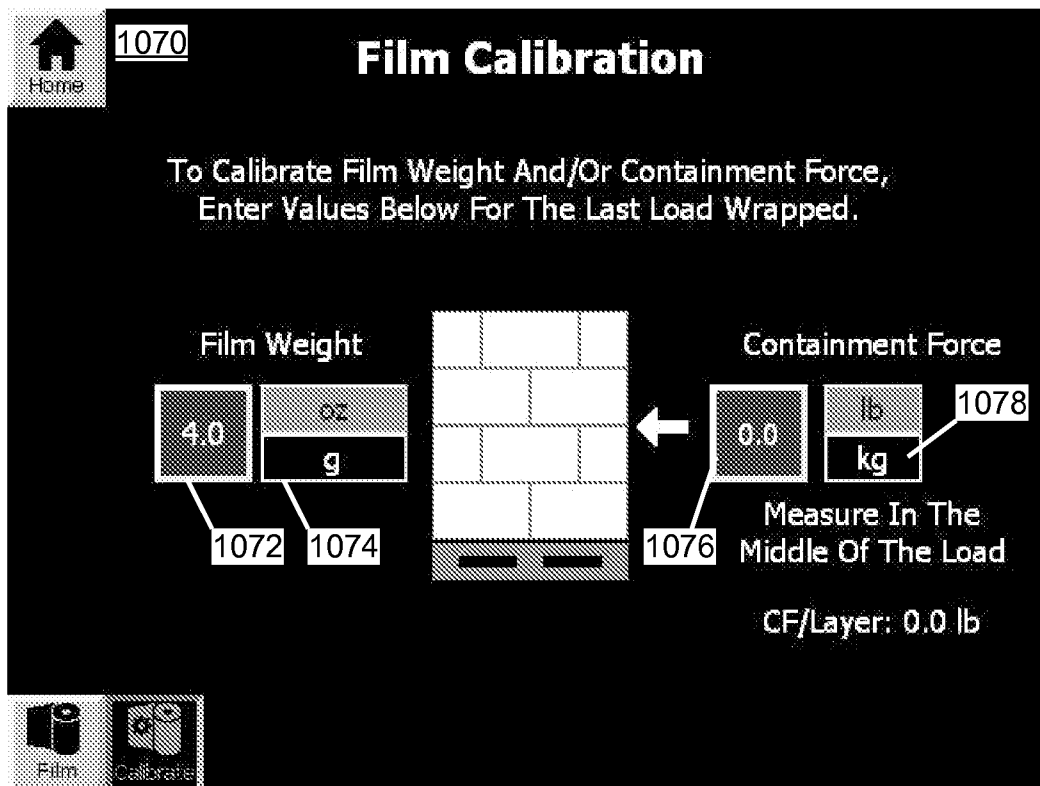 1070
Film Calibration
Home
To Calibrate Film Weight And/Or Containment Force,
Enter Values Below For The Last Load Wrapped.
Film Weight
Containment Force
4.0
oz
g
0.0
lb
kg
1078
1072
1074
1076
Measure In The
Middle Of The Load
CF/Layer: 0.0 lb
Film
Calibrate